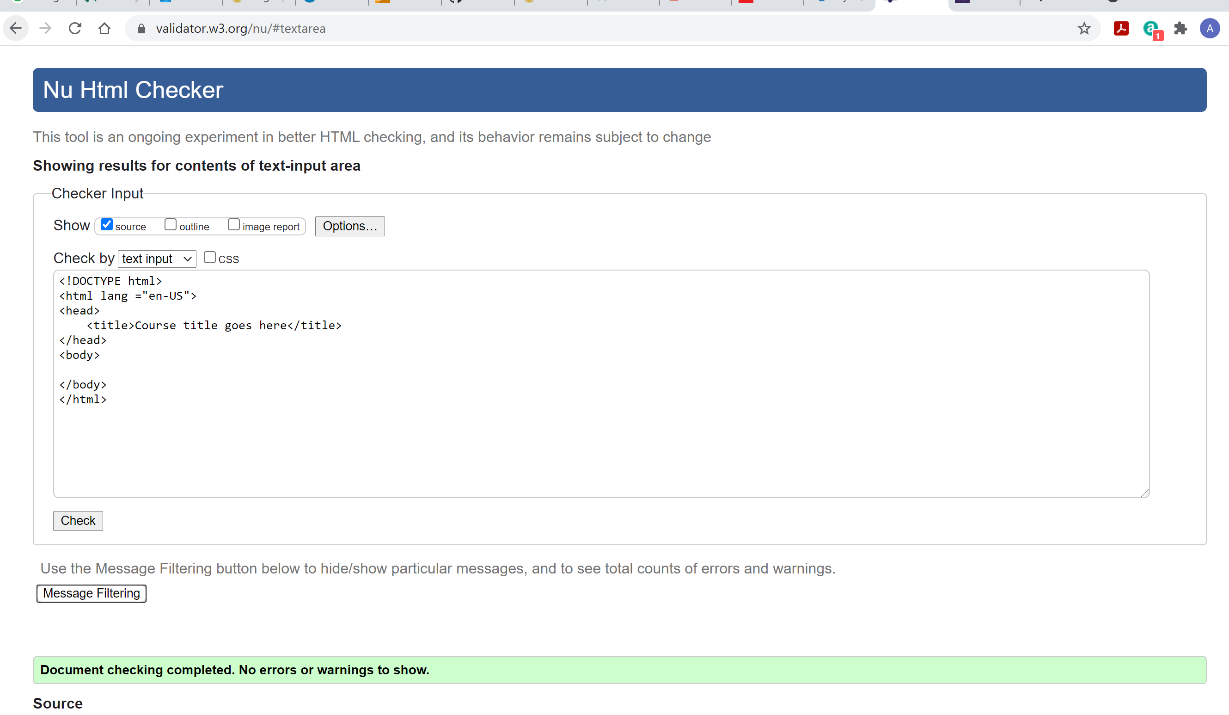 validator.w3.org/nu/#textarea
A
1
Nu Html Checker
This tool is an ongoing experiment in better HTML checking, and its behavior remains subject to change
Showing results for contents of text-input area
Checker Input
Show source outline image report Options...
Check by text input css
<!DOCTYPE html>
<html lang ="en-US">
<head>
    <title>Course title goes here</title>
</head>
<body>
</body>
</html>
Check
Use the Message Filtering button below to hide/show particular messages, and to see total counts of errors and warnings.
Message Filtering
Document checking completed. No errors or warnings to show.
Source